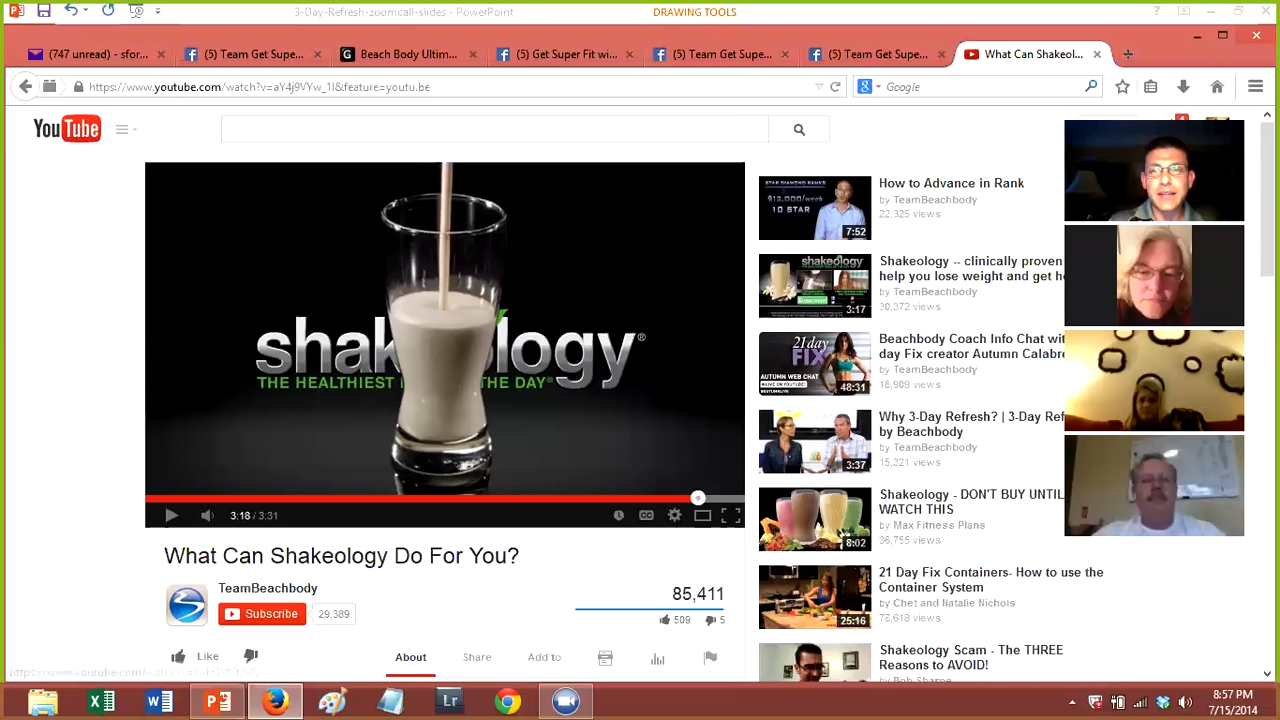 3-Day-Refresh-zoomcall-slides - PowerPoint
DRAWING TOOLS
(747 unread) - sfor...
(5) Team Get Supe...
Beach Body Ultim...
(5) Get Super Fit wi...
(5) Team Get Supe...
(5) Team Get Supe...
What Can Shakeol...
https://www.youtube.com/watch?v=aY4j9VYw_1I&feature=youtu.be
Google
YouTube
shakeology®
THE HEALTHIEST THE DAY®
3:18 / 3:31
What Can Shakeology Do For You?
TeamBeachbody
Subscribe
29,389
85,411
509
5
Like
About
Share
Add to
STAR DIAMOND RANKS
$12,000/week
10 STAR
7:52
How to Advance in Rank
by TeamBeachbody
22,325 views
shakeology
3:17
Shakeology -- clinically proven
help you lose weight and get he
by TeamBeachbody
30,372 views
21 day
FIX
AUTUMN WEB CHAT
48:31
Beachbody Coach Info Chat wit
day Fix creator Autumn Calabre
by TeamBeachbody
18,909 views
3:37
Why 3-Day Refresh? | 3-Day Ref
by Beachbody
by TeamBeachbody
15,321 views
8:02
Shakeology - DON'T BUY UNTIL
WATCH THIS
by Max Fitness Plans
36,755 views
25:16
21 Day Fix Containers- How to use the
Container System
by Chet and Natalie Nichols
78,618 views
Shakeology Scam - The THREE
Reasons to AVOID!
by Bob Sharpe
Lr
8:57 PM
7/15/2014